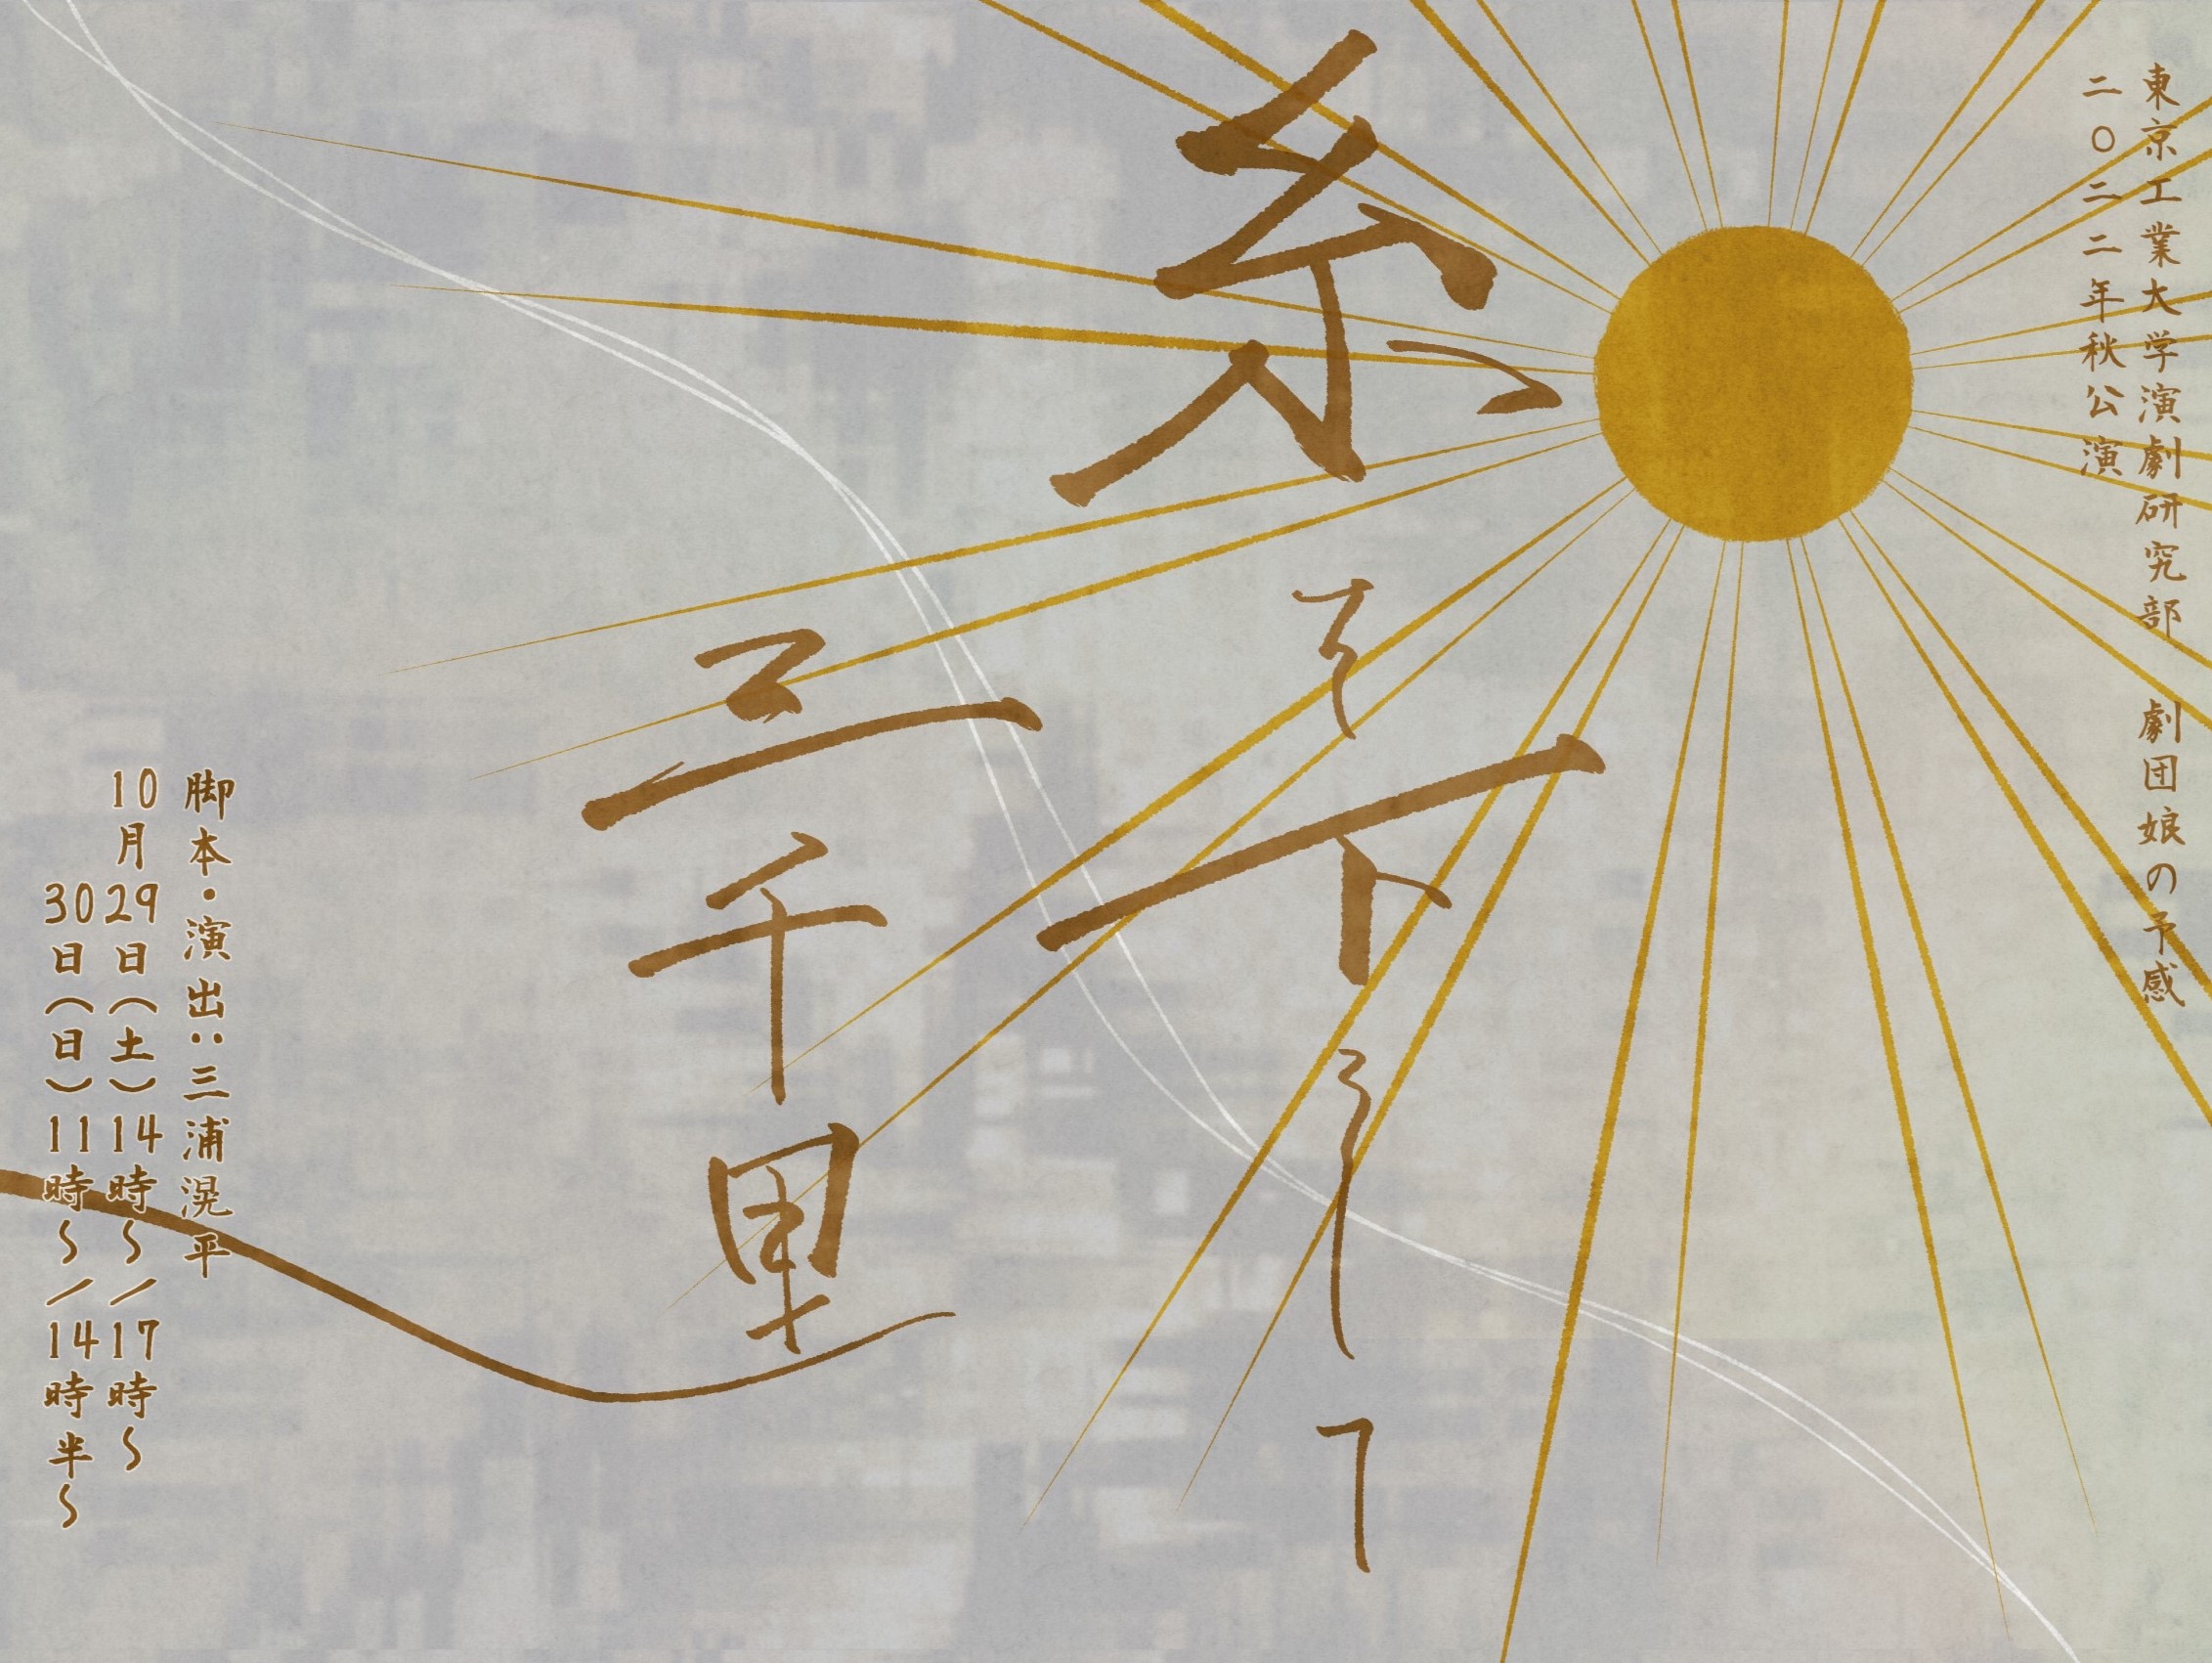 東京工業大学演劇研究部　劇団娘の予感
二〇二二年秋公演
糸を下ろして
三千里
脚本・演出：三浦滉平
10月29日（土）14時〜／17時〜
30日（日）11時〜／14時半〜